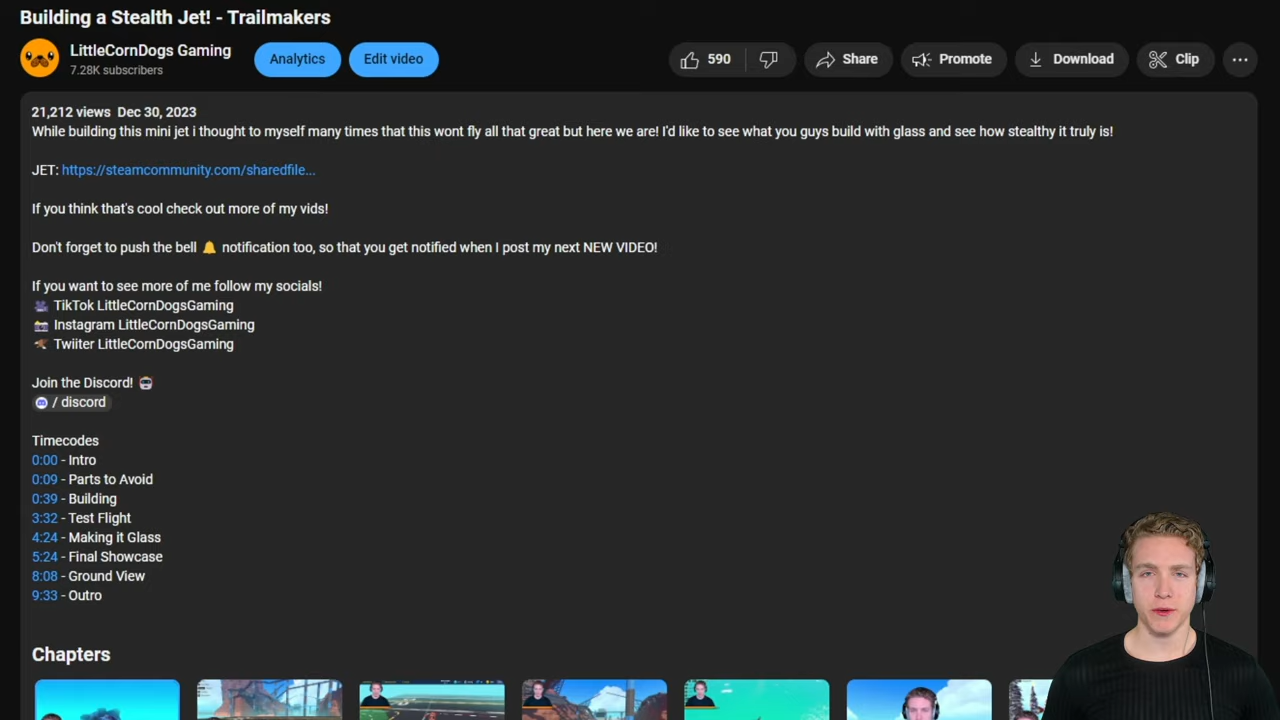 Building a Stealth Jet! - Trailmakers
LittleCornDogs Gaming
7.28K subscribers
Analytics
Edit video
590
Share
Promote
Download
Clip
21,212 views Dec 30, 2023
While building this mini jet i thought to myself many times that this wont fly all that great but here we are! I'd like to see what you guys build with glass and see how stealthy it truly is!
JET: https://steamcommunity.com/sharedfile...
If you think that's cool check out more of my vids!
Don't forget to push the bell 🔔 notification too, so that you get notified when I post my next NEW VIDEO!
If you want to see more of me follow my socials!
TikTok LittleCornDogsGaming
Instagram LittleCornDogsGaming
Twiiter LittleCornDogsGaming
Join the Discord!
/ discord
Timecodes
0:00 - Intro
0:09 - Parts to Avoid
0:39 - Building
3:32 - Test Flight
4:24 - Making it Glass
5:24 - Final Showcase
8:08 - Ground View
9:33 - Outro
Chapters